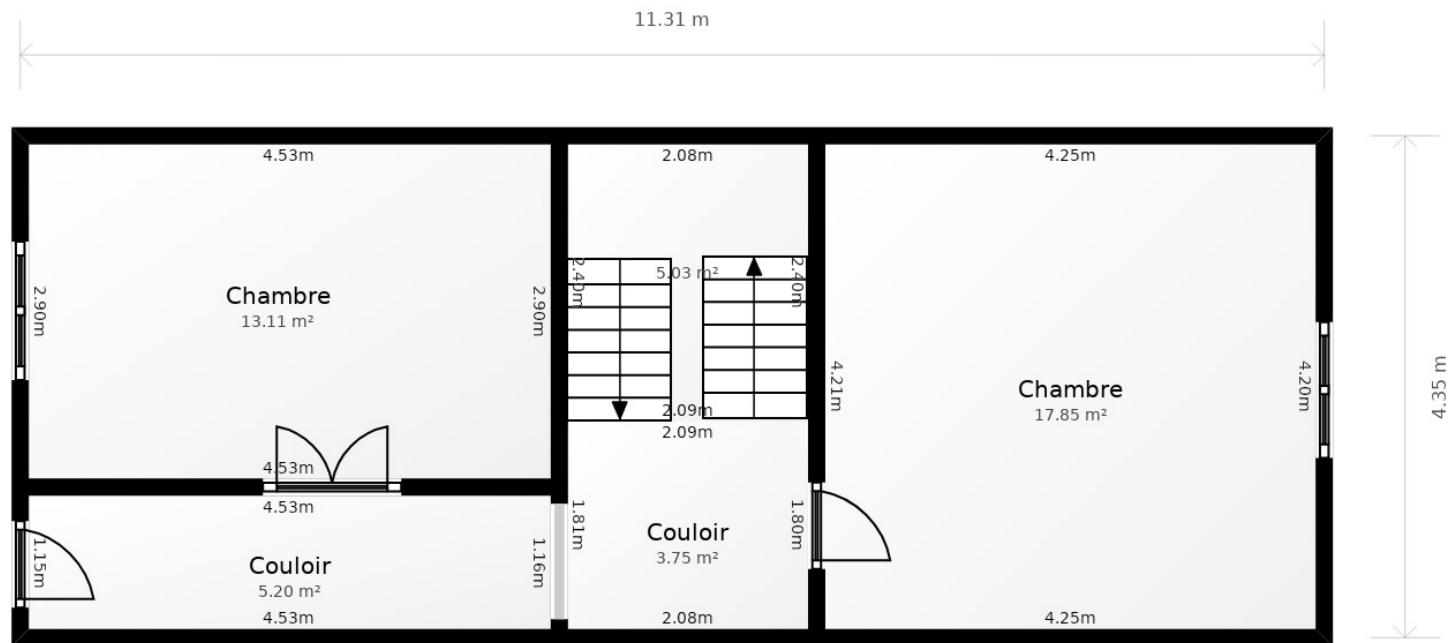 11.31 m
4.53m
2.08m
4.25m
2.90m
Chambre
13.11 m²
2.90m
2.40m
5.03 m²
2.40m
4.21m
Chambre
17.85 m²
4.20m
4.35 m
2.09m
2.09m
4.53m
4.53m
1.15m
Couloir
5.20 m²
1.16m
1.81m
Couloir
3.75 m²
1.80m
4.53m
2.08m
4.25m